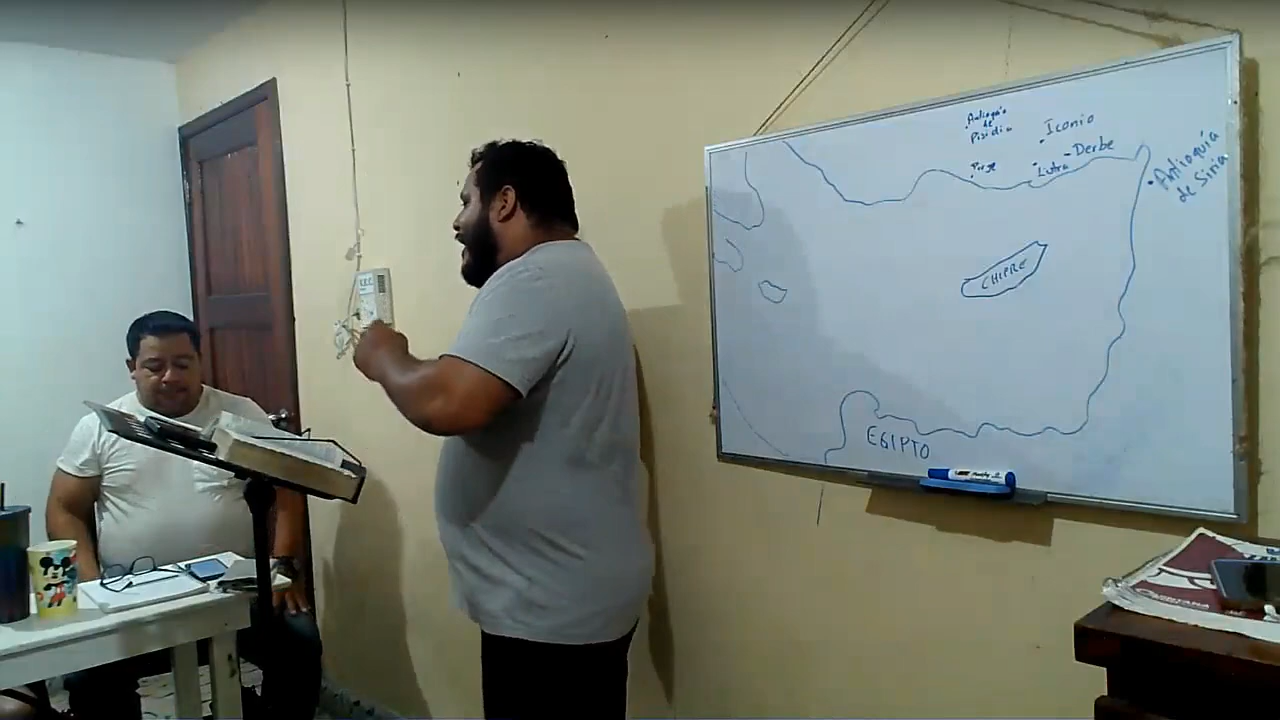 Antioquía
de
Pisidia
Iconio
Derbe
Listra
Perge
Antioquía
de Siria
CHIPRE
EGIPTO